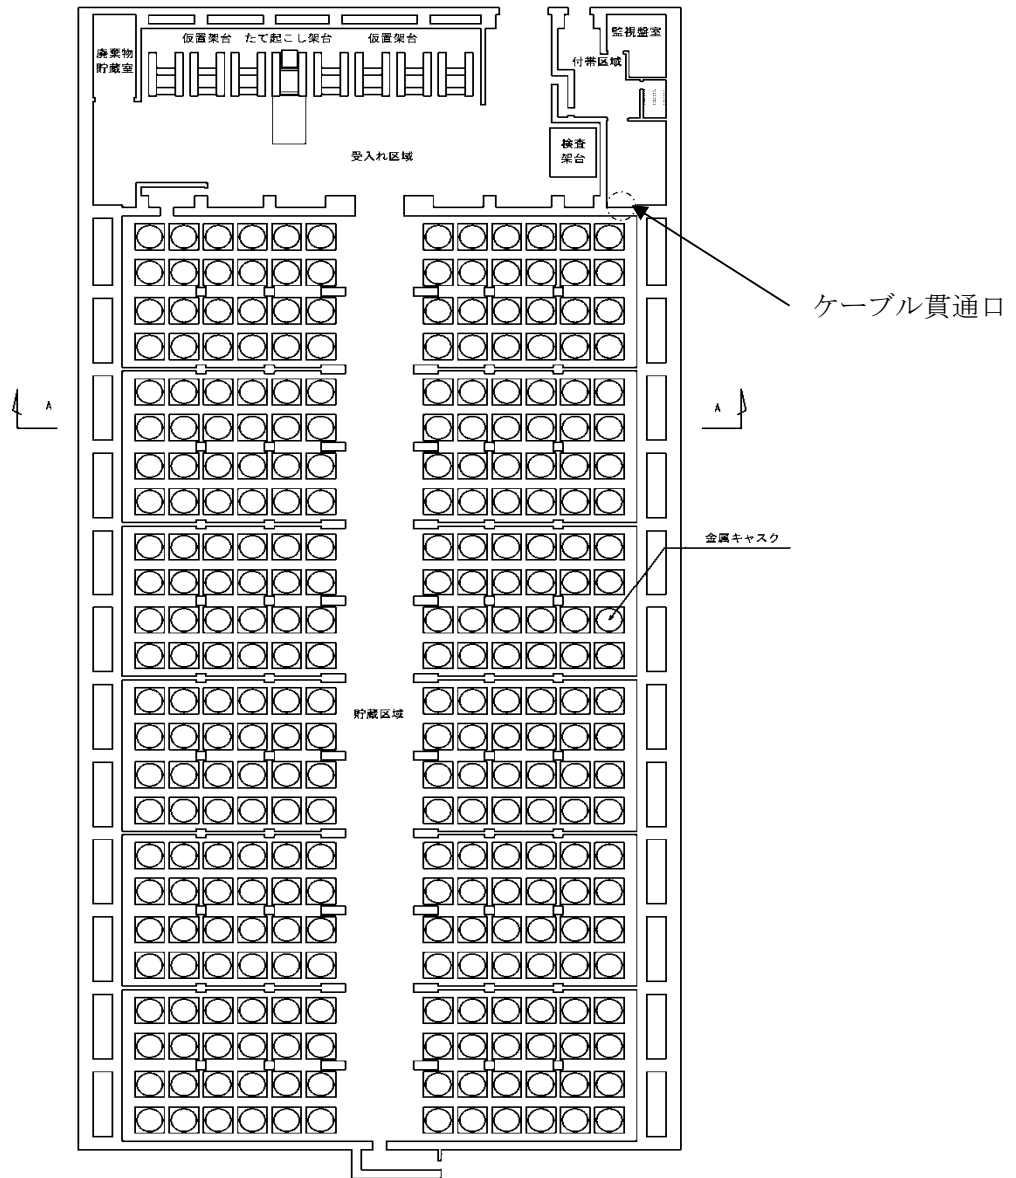 監視盤室
仮置架台
たて起こし架台
仮置架台
廃棄物
貯蔵室
付帯区域
検査
架台
受入れ区域
ケーブル貫通口
A
A
金属キャスク
貯蔵区域